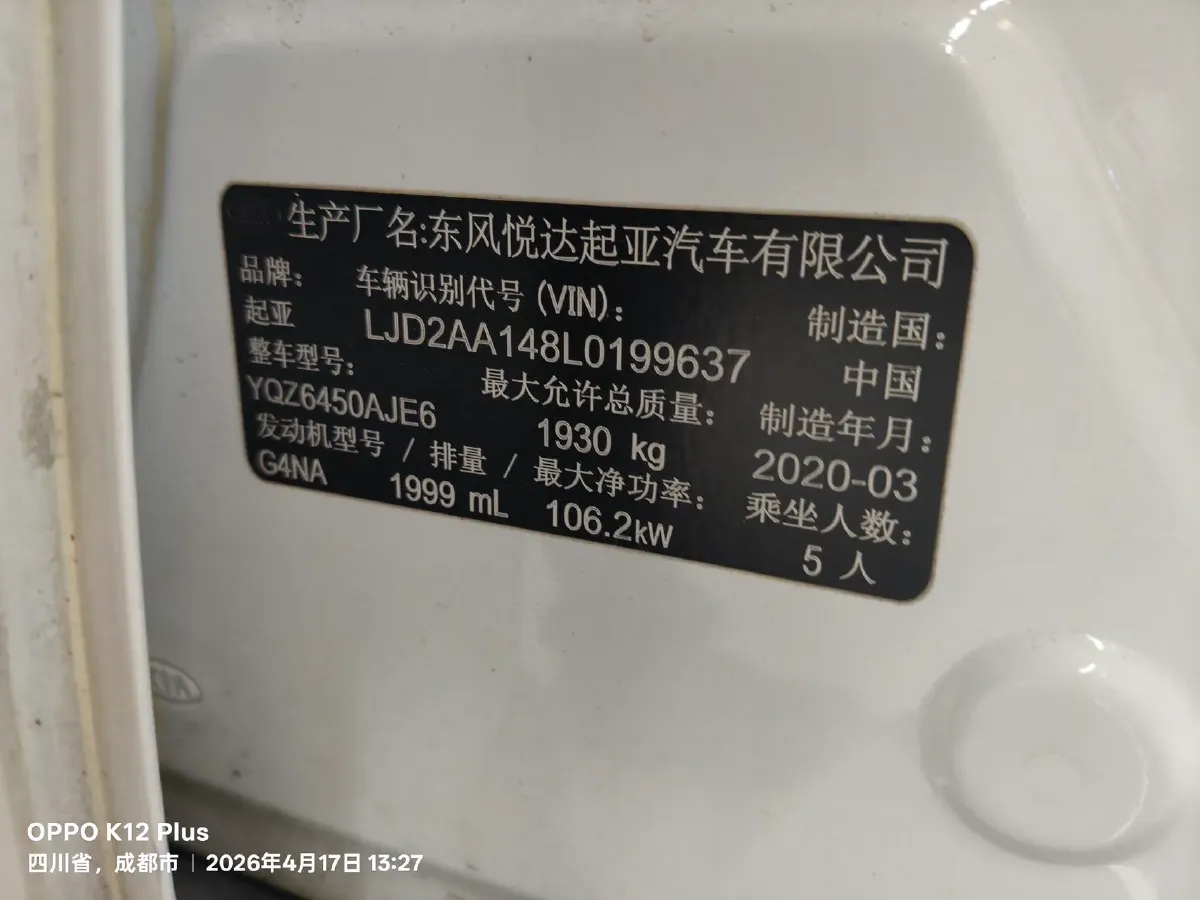 生产厂名:东风悦达起亚汽车有限公司
品牌: 车辆识别代号 (VIN): 制造国:
起亚 LJD2AA148L0199637 中国
整车型号: 最大允许总质量: 制造年月:
YQZ6450AJE6 1930 kg 2020-03
发动机型号 / 排量 / 最大净功率: 乘坐人数:
G4NA 1999 mL 106.2kW 5 人
OPPO K12 Plus
四川省，成都市 | 2026年4月17日 13:27